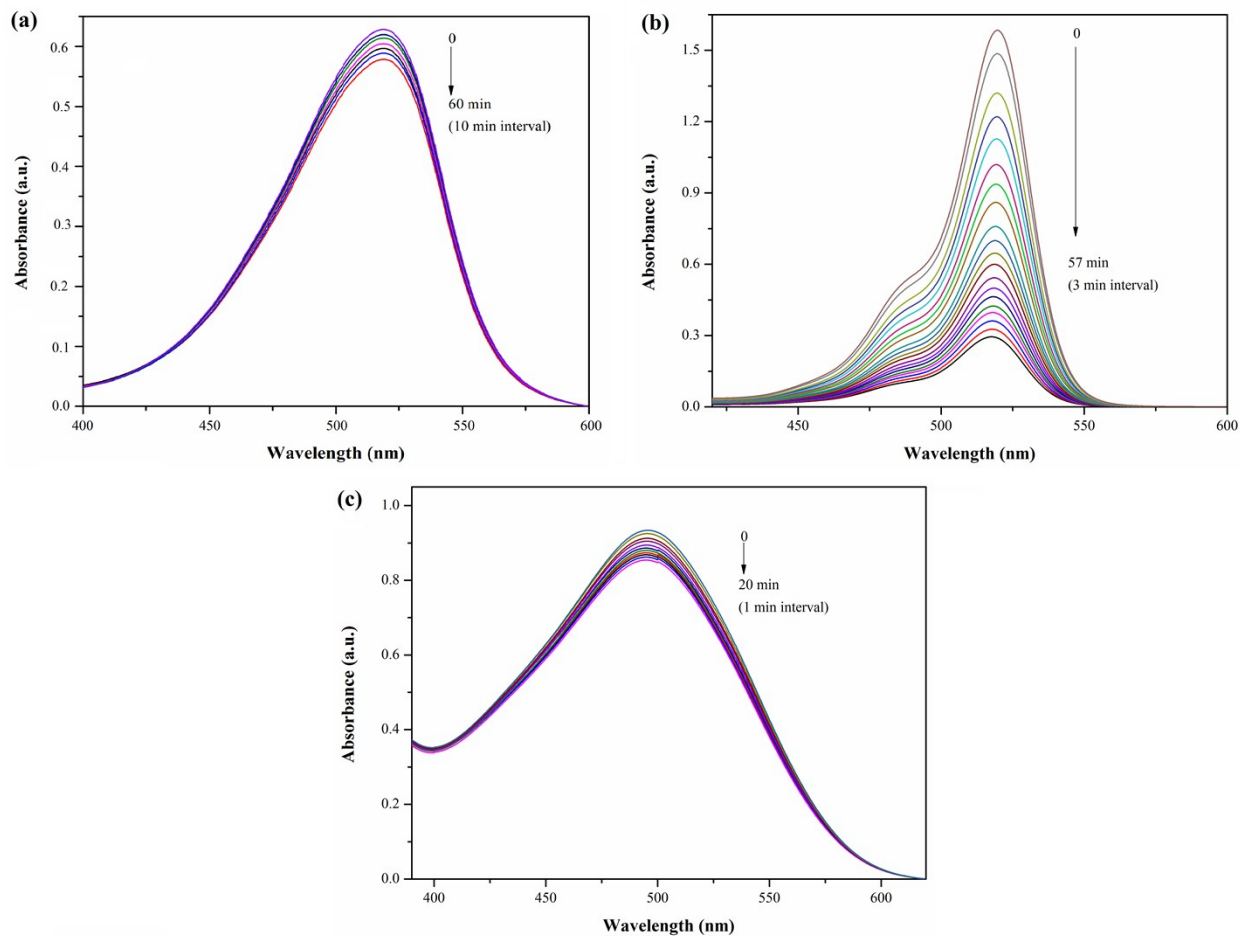 (a)
0.6
0.5
0.4
0.3
0.2
0.1
0.0
Absorbance (a.u.)
0
60 min
(10 min interval)
400
450
500
550
600
Wavelength (nm)
(b)
1.5
1.2
0.9
0.6
0.3
0.0
Absorbance (a.u.)
0
57 min
(3 min interval)
450
500
550
600
Wavelength (nm)
(c)
1.0
0.8
0.6
0.4
0.2
0.0
Absorbance (a.u.)
0
20 min
(1 min interval)
400
450
500
550
600
Wavelength (nm)